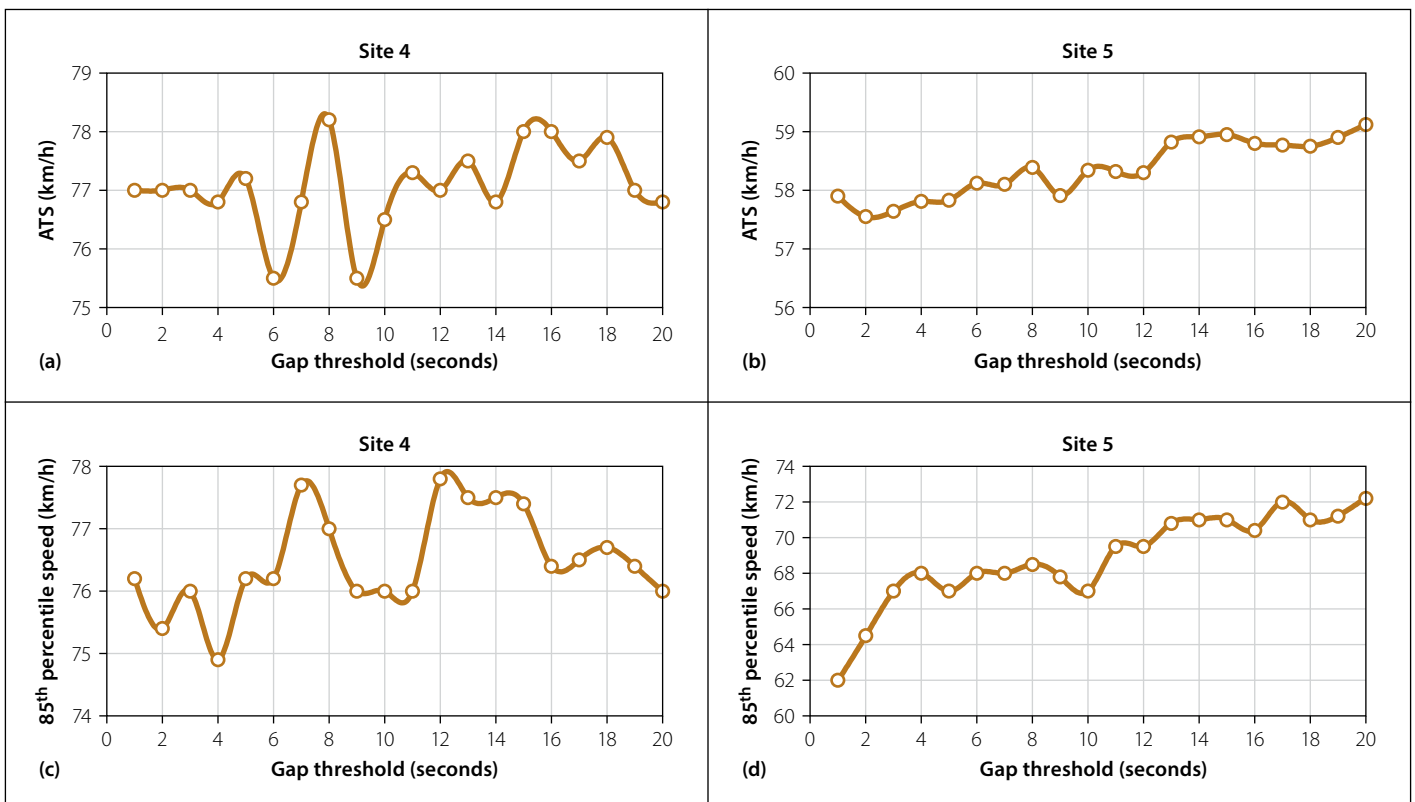 Site 4
ATS (km/h)
79
78
77
76
75
0 2 4 6 8 10 12 14 16 18 20
(a) Gap threshold (seconds)
Site 5
ATS (km/h)
60
59
58
57
56
0 2 4 6 8 10 12 14 16 18 20
(b) Gap threshold (seconds)
Site 4
85th percentile speed (km/h)
78
77
76
75
74
0 2 4 6 8 10 12 14 16 18 20
(c) Gap threshold (seconds)
Site 5
85th percentile speed (km/h)
74
72
70
68
66
64
62
60
0 2 4 6 8 10 12 14 16 18 20
(d) Gap threshold (seconds)